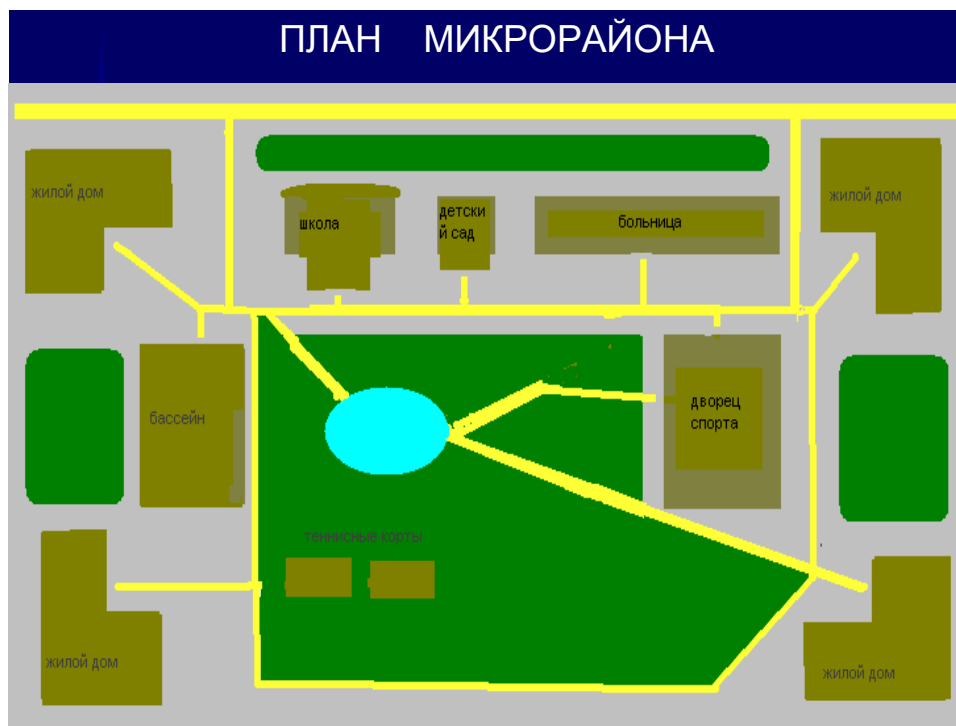 ПЛАН МИКРОРАЙОНА
жилой дом
школа
детски
й сад
больница
жилой дом
бассейн
дворец
спорта
теннисные корты
жилой дом
жилой дом